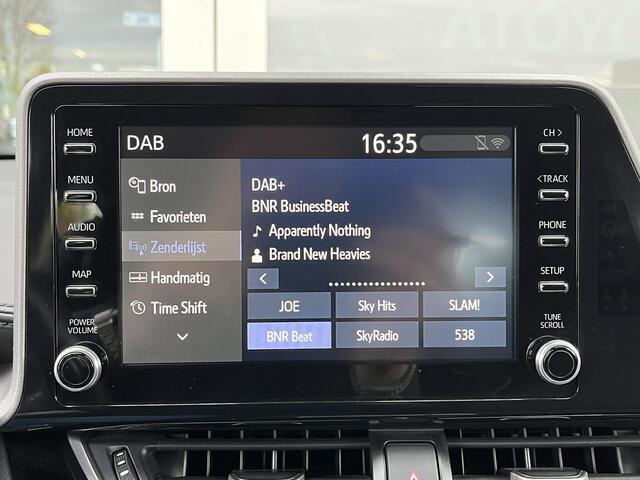 ATOYO
HOME
MENU
AUDIO
MAP
POWER
VOLUME
DAB
16:35
Bron
Favorieten
Zenderlijst
Handmatig
Time Shift
DAB+
BNR BusinessBeat
Apparently Nothing
Brand New Heavies
JOE
Sky Hits
SLAM!
BNR Beat
SkyRadio
538
CH >
< TRACK
PHONE
SETUP
TUNE
SCROLL